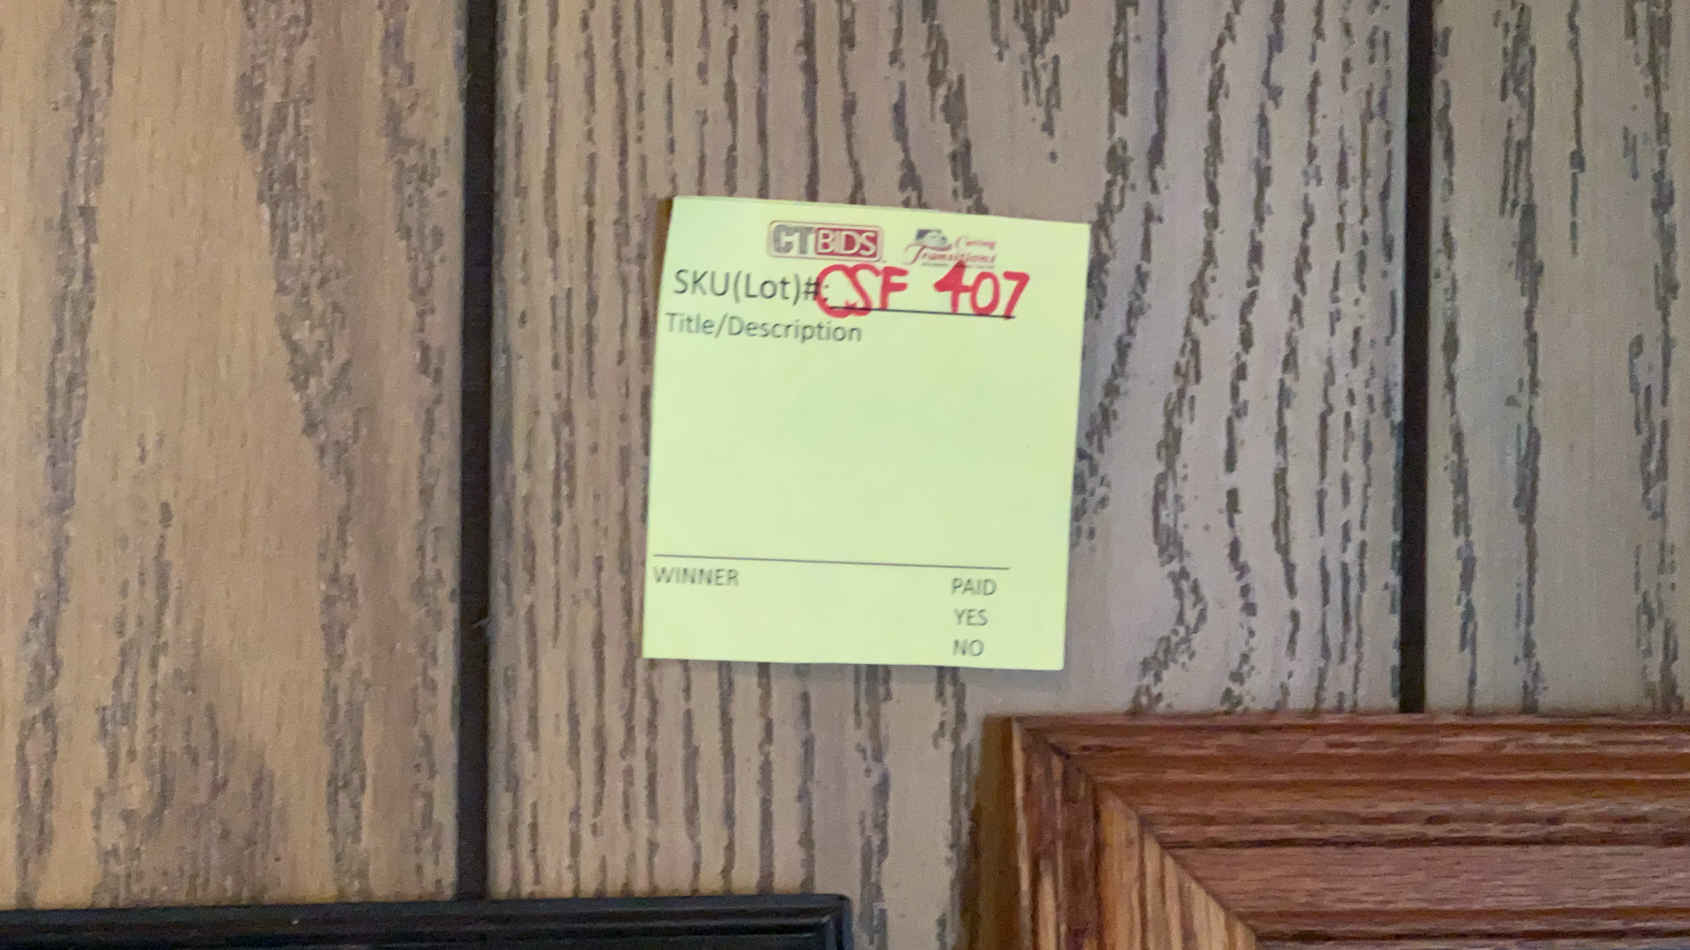 CTBIDS Caring Transitions
SKU(Lot)#: CSF 407
Title/Description
WINNER PAID
YES
NO